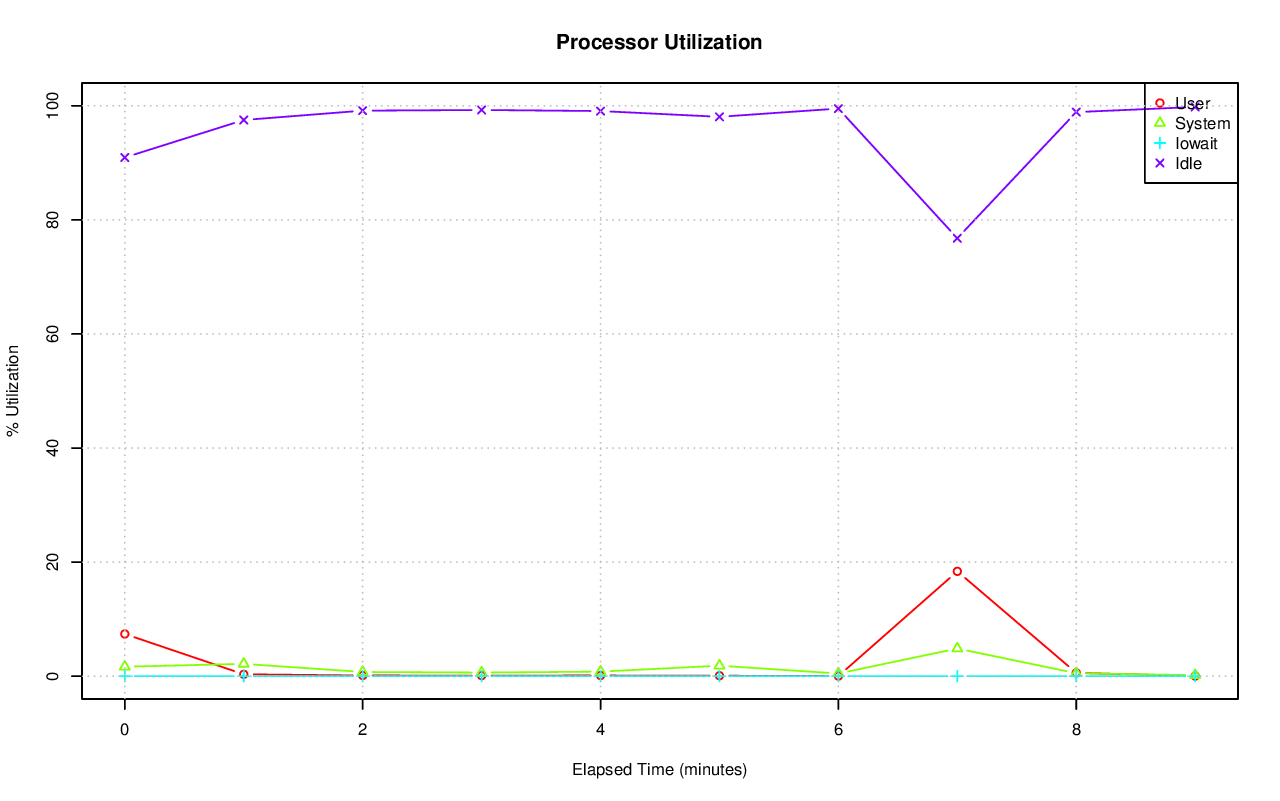 Processor Utilization
100
80
60
40
20
0
% Utilization
User
System
Iowait
Idle
0 2 4 6 8
Elapsed Time (minutes)